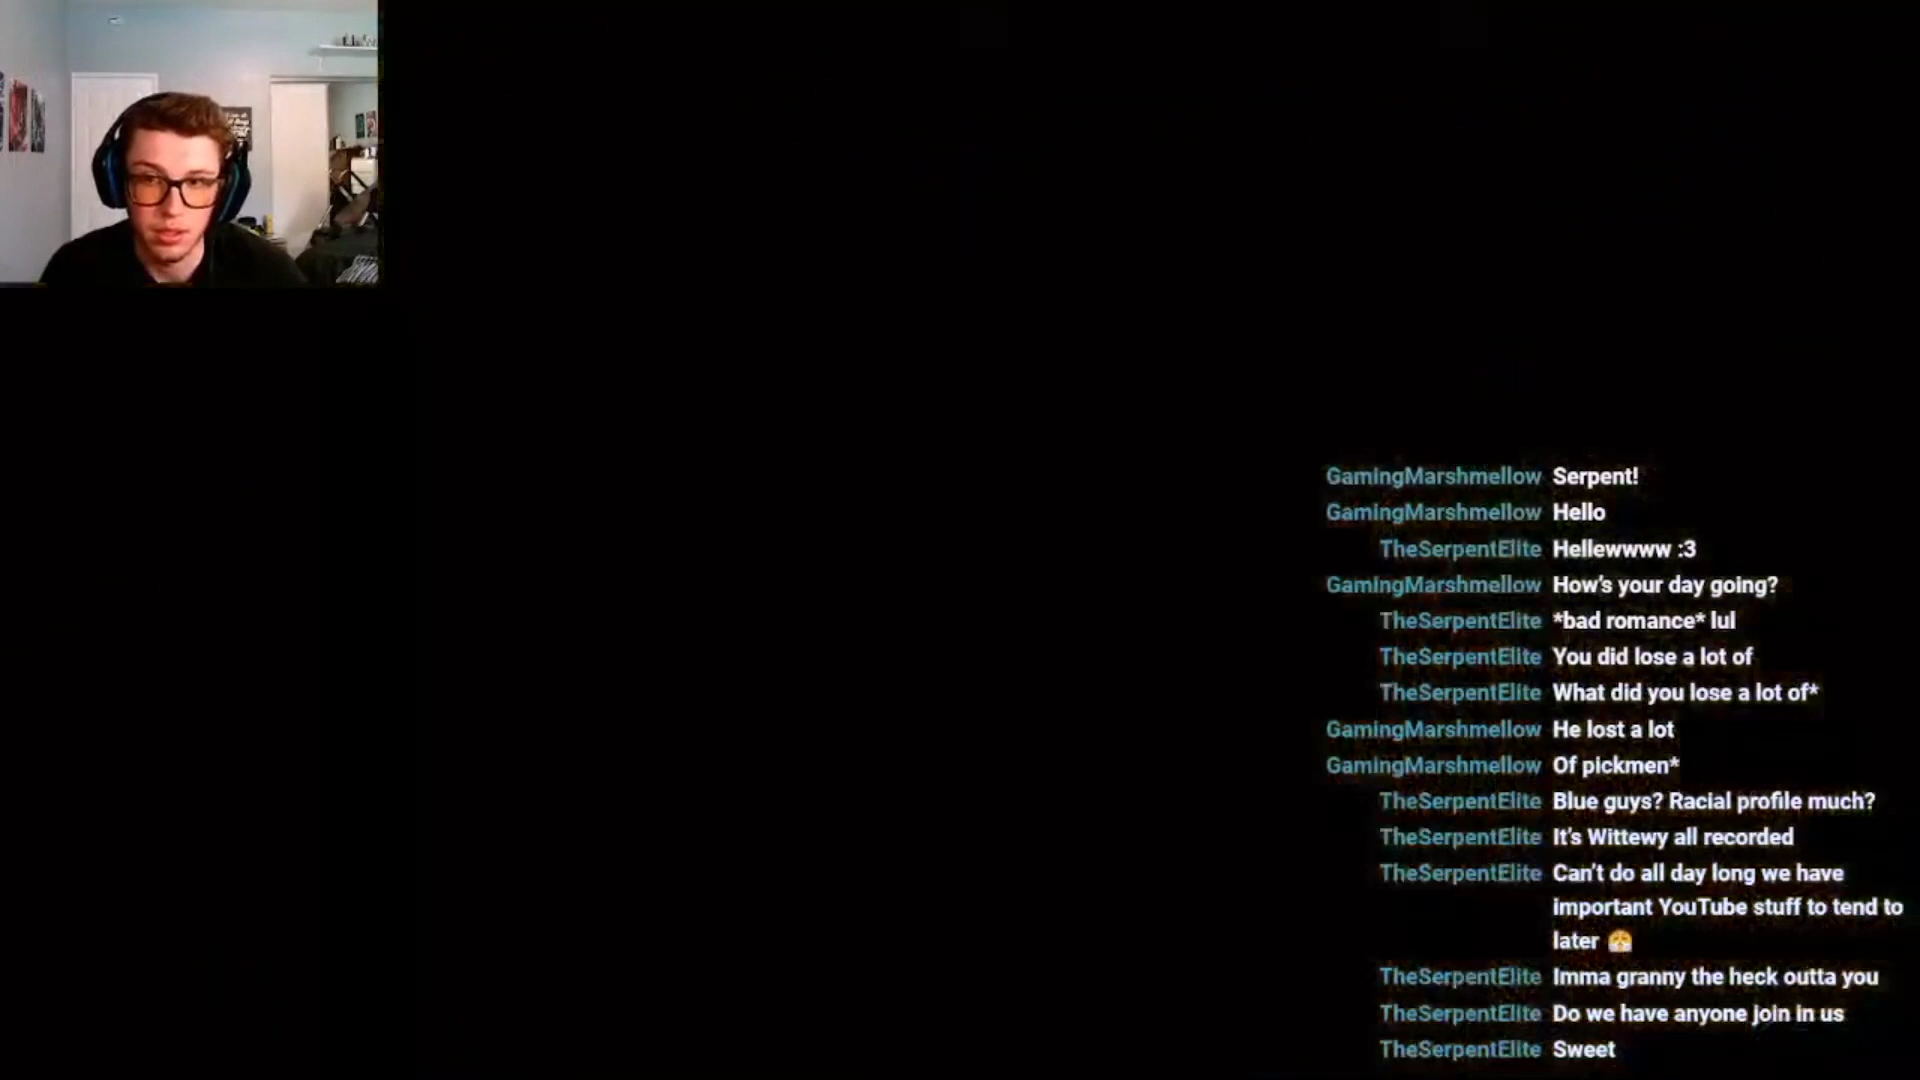 GamingMarshmellow Serpent!
GamingMarshmellow Hello
TheSerpentElite Hellewwww :3
GamingMarshmellow How's your day going?
TheSerpentElite *bad romance* lul
TheSerpentElite You did lose a lot of
TheSerpentElite What did you lose a lot of*
GamingMarshmellow He lost a lot
GamingMarshmellow Of pickmen*
TheSerpentElite Blue guys? Racial profile much?
TheSerpentElite It's Wittewy all recorded
TheSerpentElite Can't do all day long we have
important YouTube stuff to tend to
later 😤
TheSerpentElite Imma granny the heck outta you
TheSerpentElite Do we have anyone join in us
TheSerpentElite Sweet